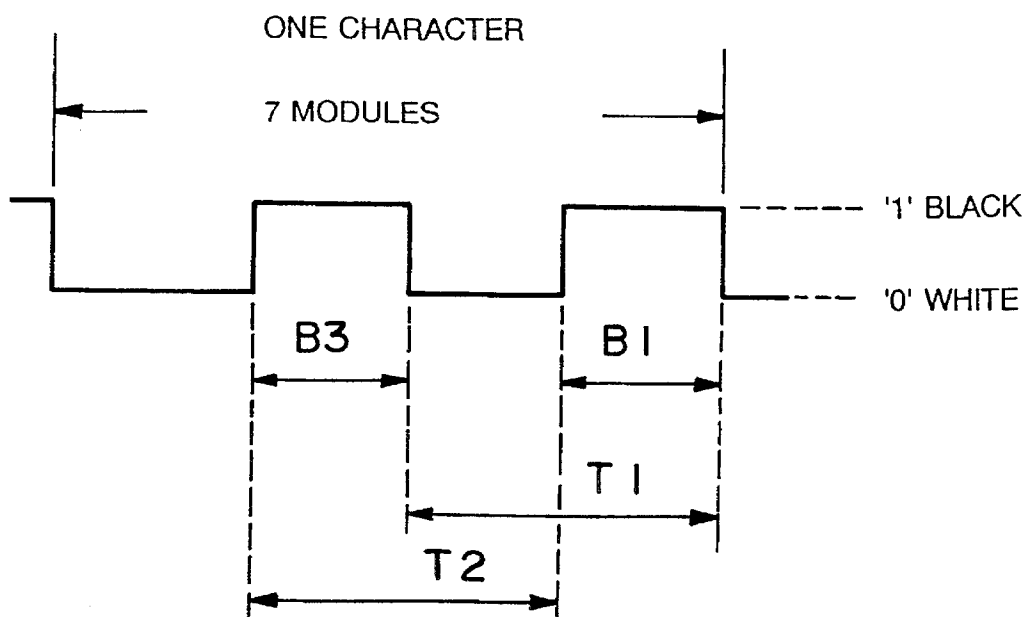 ONE CHARACTER
7 MODULES
'1' BLACK
'0' WHITE
B3
B1
T1
T2